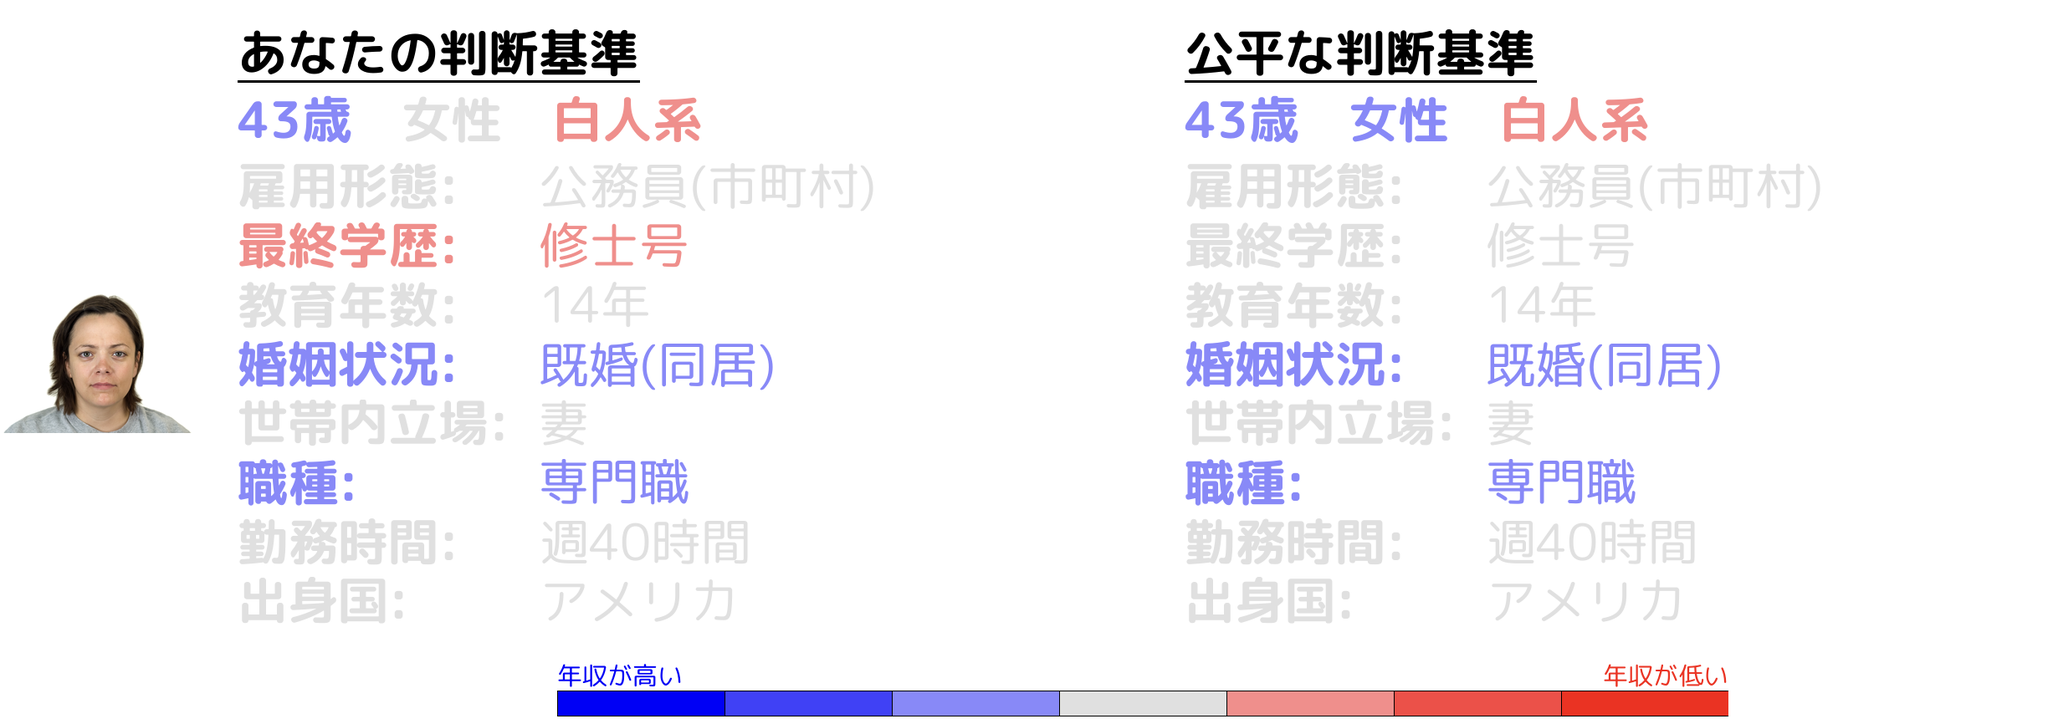 あなたの判断基準
43歳 女性 白人系
雇用形態: 公務員(市町村)
最終学歴: 修士号
教育年数: 14年
婚姻状況: 既婚(同居)
世帯内立場: 妻
職種: 専門職
勤務時間: 週40時間
出身国: アメリカ
公平な判断基準
43歳 女性 白人系
雇用形態: 公務員(市町村)
最終学歴: 修士号
教育年数: 14年
婚姻状況: 既婚(同居)
世帯内立場: 妻
職種: 専門職
勤務時間: 週40時間
出身国: アメリカ
年収が高い 年収が低い